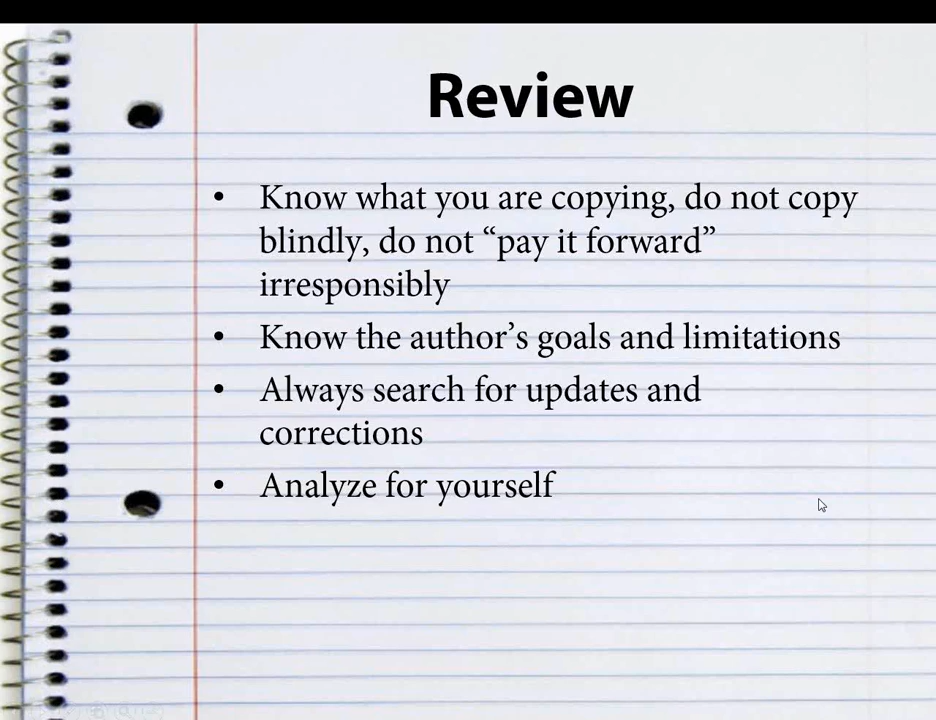 Review
• Know what you are copying, do not copy
blindly, do not “pay it forward”
irresponsibly
• Know the author’s goals and limitations
• Always search for updates and
corrections
• Analyze for yourself